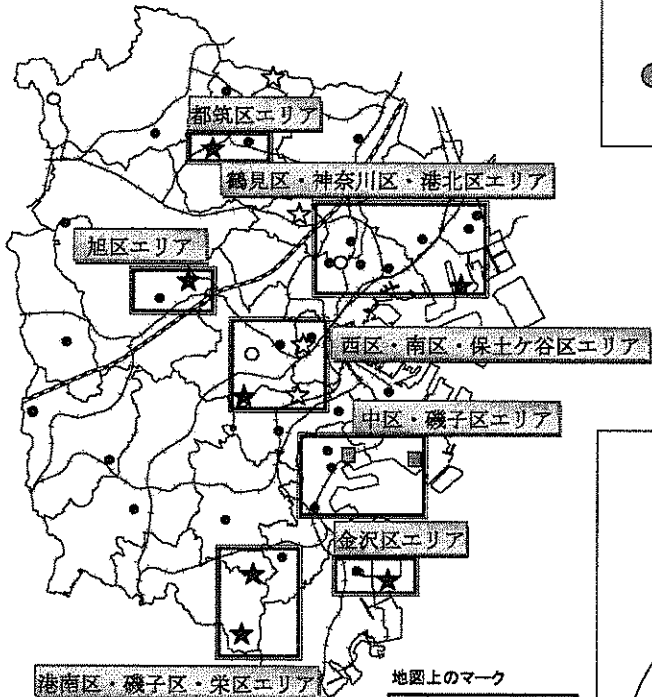 都筑区エリア
鶴見区・神奈川区・港北区エリア
旭区エリア
西区・南区・保土ケ谷区エリア
中区・磯子区エリア
金沢区エリア
港南区・磯子区・栄区エリア
地図上のマーク